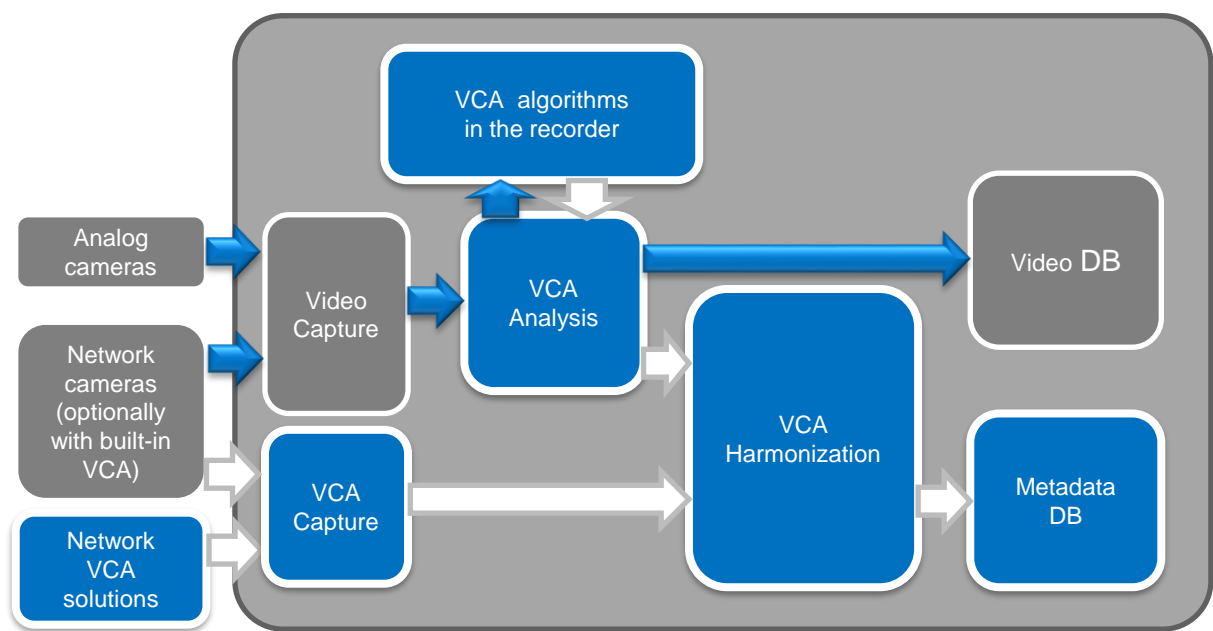 VCA algorithms
in the recorder
Analog
cameras
Video
Capture
VCA
Analysis
Video DB
Network
cameras
(optionally
with built-in
VCA)
VCA
Capture
VCA
Harmonization
Metadata
DB
Network
VCA
solutions